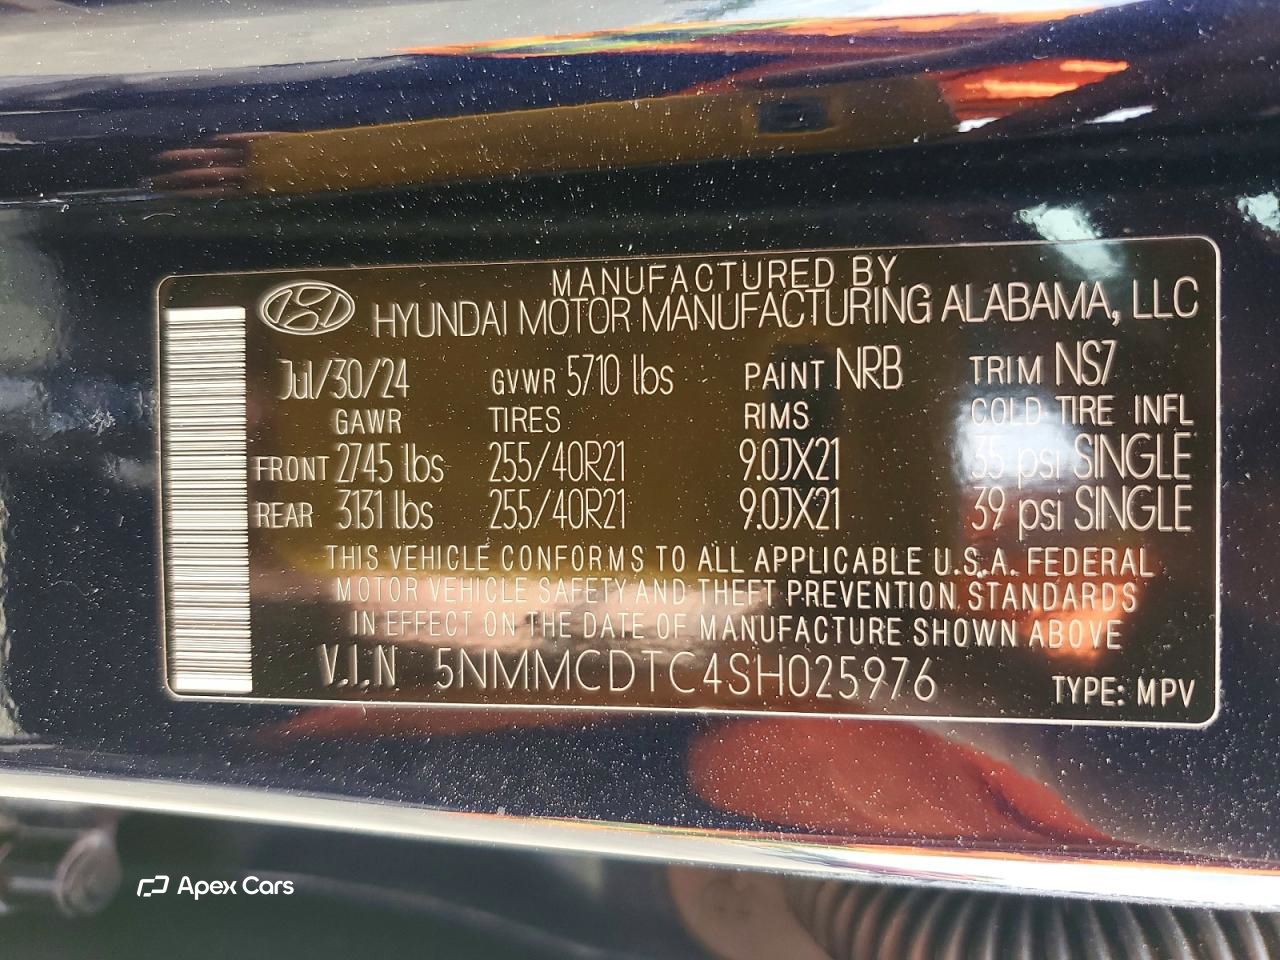 MANUFACTURED BY
HYUNDAI MOTOR MANUFACTURING ALABAMA, LLC
Jul/30/24 GVWR 5710 lbs PAINT NRB TRIM NS7
GAWR TIRES RIMS COLD TIRE INFL
FRONT 2745 lbs 255/40R21 9.0JX21 35 psi SINGLE
REAR 3131 lbs 255/40R21 9.0JX21 39 psi SINGLE
THIS VEHICLE CONFORMS TO ALL APPLICABLE U.S.A. FEDERAL
MOTOR VEHICLE SAFETY AND THEFT PREVENTION STANDARDS
IN EFFECT ON THE DATE OF MANUFACTURE SHOWN ABOVE
V.I.N 5NMMCDTC4SH025976 TYPE: MPV
Apex Cars